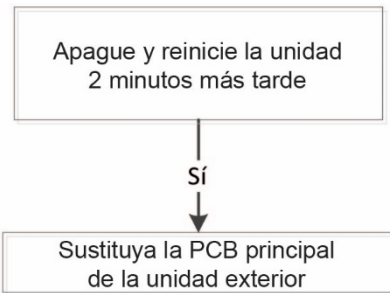 Apague y reinicie la unidad
2 minutos más tarde
Sí
Sustituya la PCB principal
de la unidad exterior